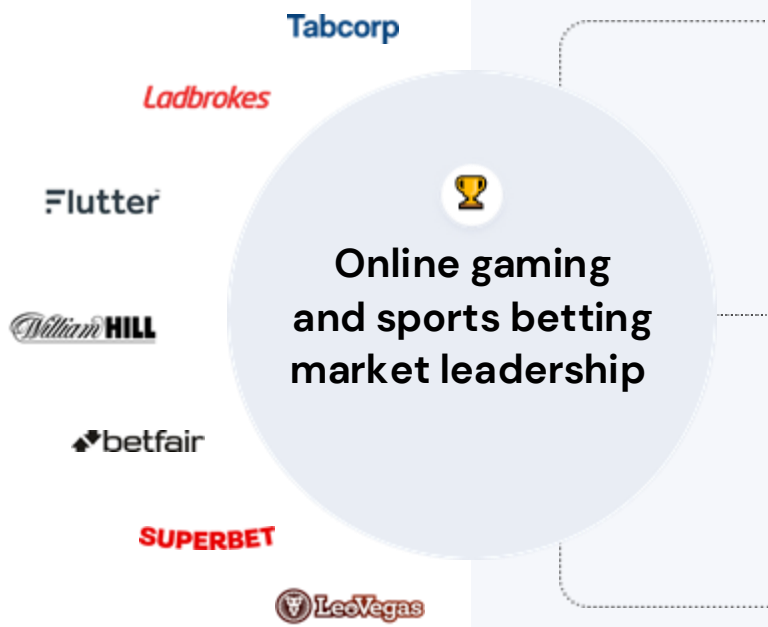 Tabcorp
Ladbrokes
Flutter
William HILL
betfair
SUPERBET
LeoVegas
Online gaming
and sports betting
market leadership